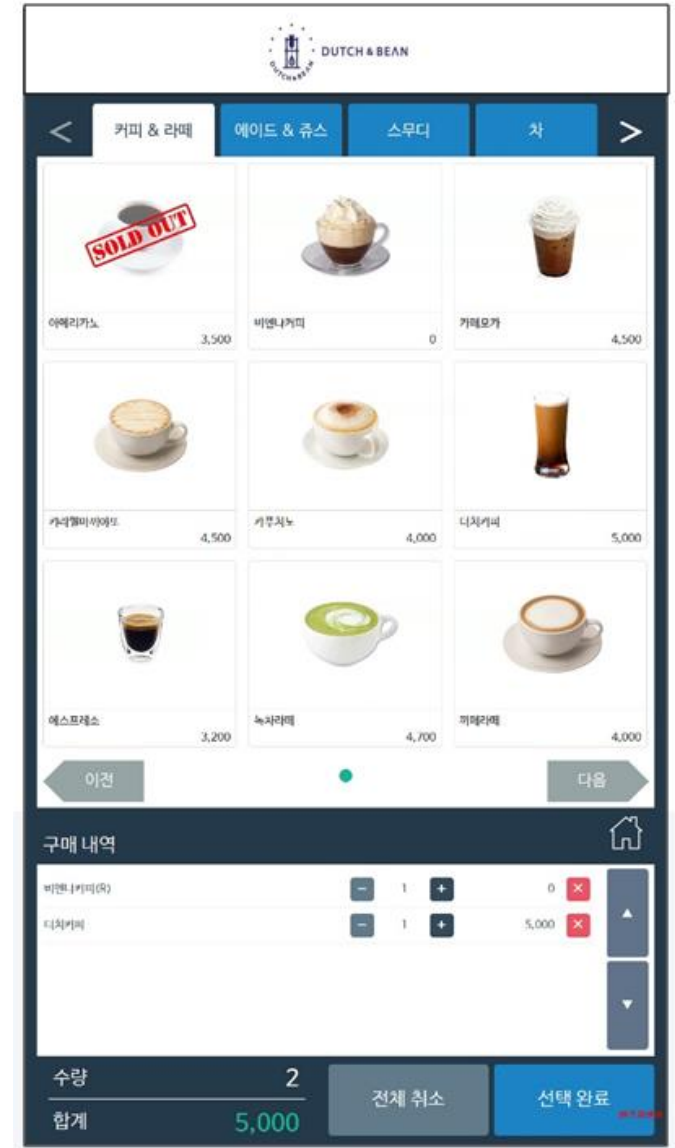 DUTCH&BEAN
DUTCH & BEAN
< 커피 & 라떼 에이드 & 쥬스 스무디 차 >
SOLD OUT
아메리카노 비엔나커피 카페모카
3,500 0 4,500
카라멜마끼아또 카푸치노 더치커피
4,500 4,000 5,000
에스프레소 녹차라떼 까페라떼
3,200 4,700 4,000
이전 다음
구매 내역
비엔나커피(R) − 1 + 0 ×
더치커피 − 1 + 5,000 ×
수량 2
합계 5,000
전체 취소 선택 완료